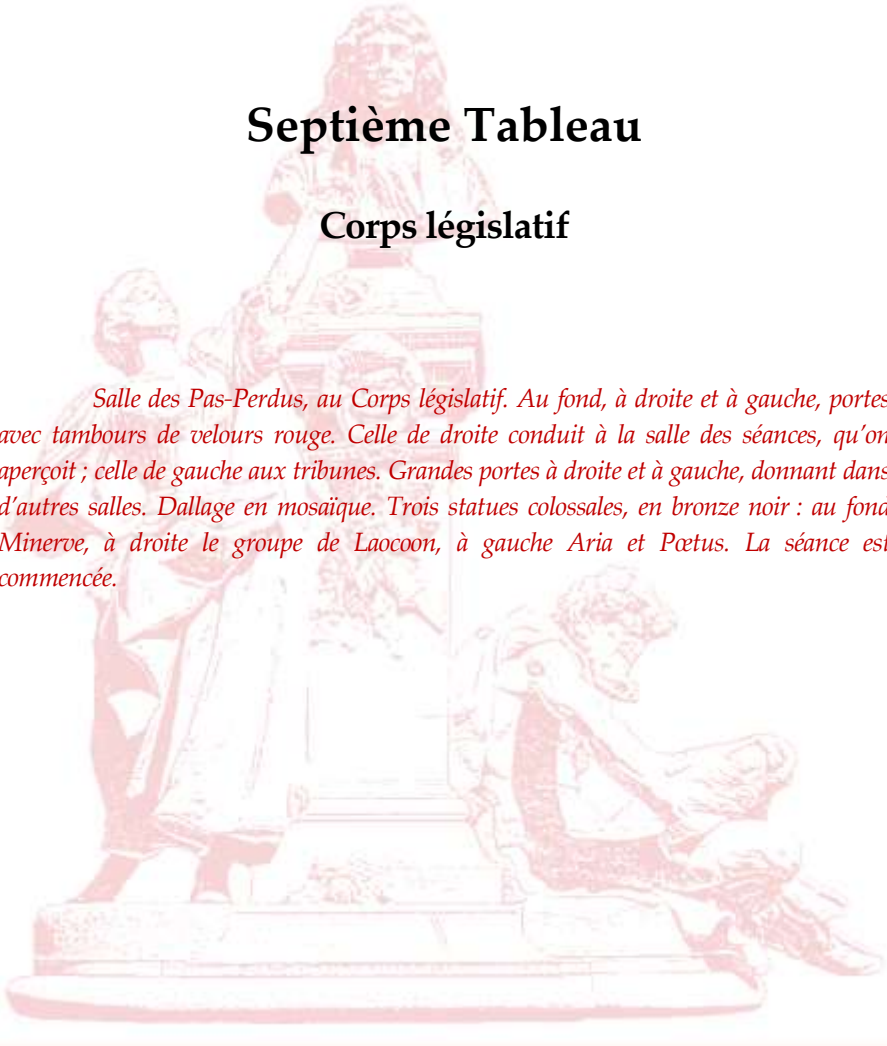 Septième Tableau
Corps législatif
Salle des Pas-Perdus, au Corps législatif. Au fond, à droite et à gauche, portes
avec tambours de velours rouge. Celle de droite conduit à la salle des séances, qu'on
aperçoit ; celle de gauche aux tribunes. Grandes portes à droite et à gauche, donnant dans
d'autres salles. Dallage en mosaïque. Trois statues colossales, en bronze noir : au fond
Minerve, à droite le groupe de Laocoon, à gauche Aria et Pœtus. La séance est
commencée.